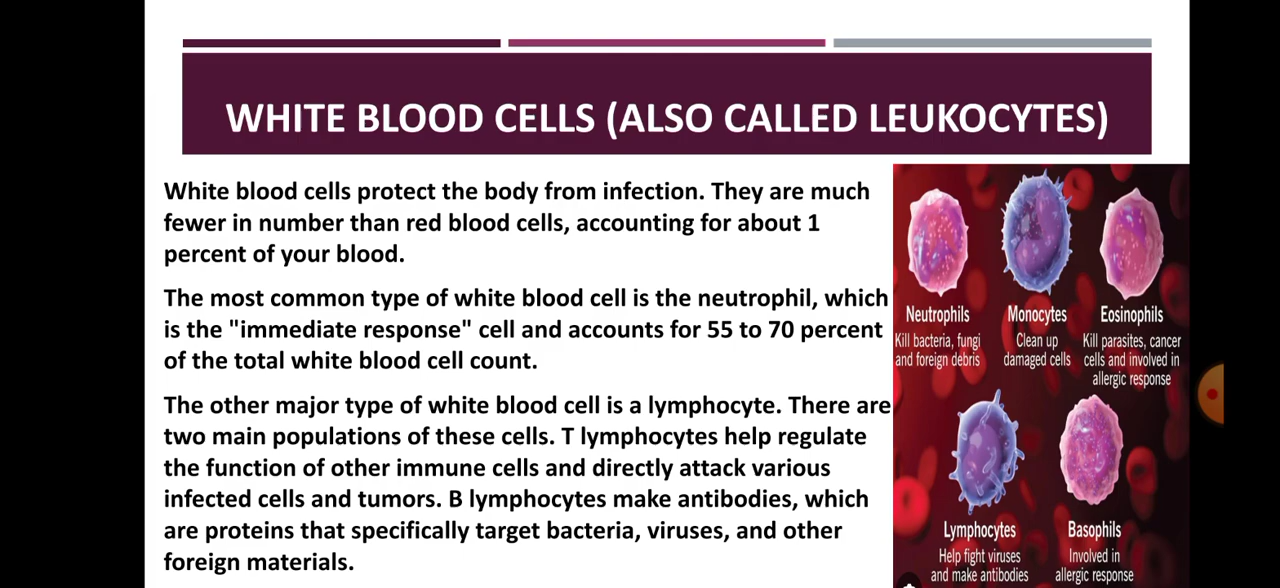 WHITE BLOOD CELLS (ALSO CALLED LEUKOCYTES)
White blood cells protect the body from infection. They are much
fewer in number than red blood cells, accounting for about 1
percent of your blood.
The most common type of white blood cell is the neutrophil, which
is the "immediate response" cell and accounts for 55 to 70 percent
of the total white blood cell count.
The other major type of white blood cell is a lymphocyte. There are
two main populations of these cells. T lymphocytes help regulate
the function of other immune cells and directly attack various
infected cells and tumors. B lymphocytes make antibodies, which
are proteins that specifically target bacteria, viruses, and other
foreign materials.
Neutrophils
Kill bacteria, fungi
and foreign debris
Monocytes
Clean up
damaged cells
Eosinophils
Kill parasites, cancer
cells and involved in
allergic response
Lymphocytes
Help fight viruses
and make antibodies
Basophils
Involved in
allergic response